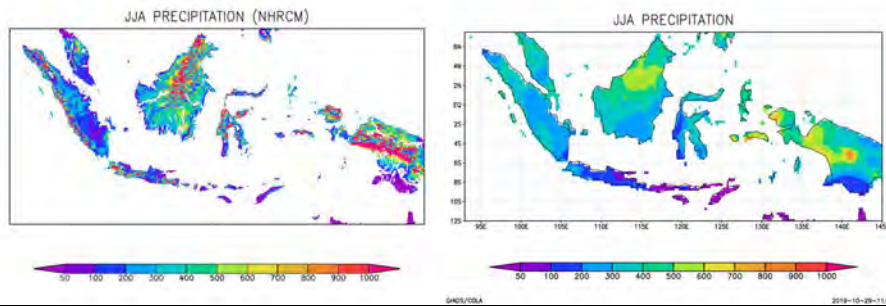 JJA PRECIPITATION (NHRCM)
50 100 200 300 400 500 600 700 800 900 1000
JJA PRECIPITATION
6N
4N
2N
EQ
2S
4S
6S
8S
10S
12S
95E 100E 105E 110E 115E 120E 125E 130E 135E 140E 145
50 100 200 300 400 500 600 700 800 900 1000
GrADS/COLA
2019-10-29-11: